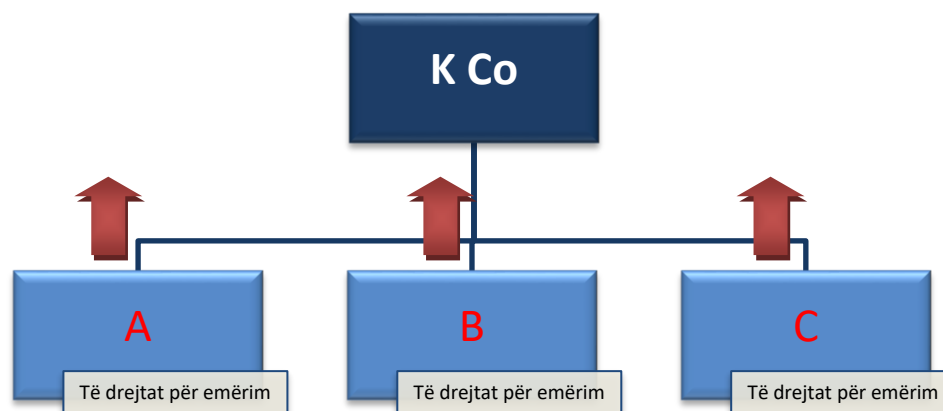 K Co
A
B
C
Të drejtat për emërim
Të drejtat për emërim
Të drejtat për emërim